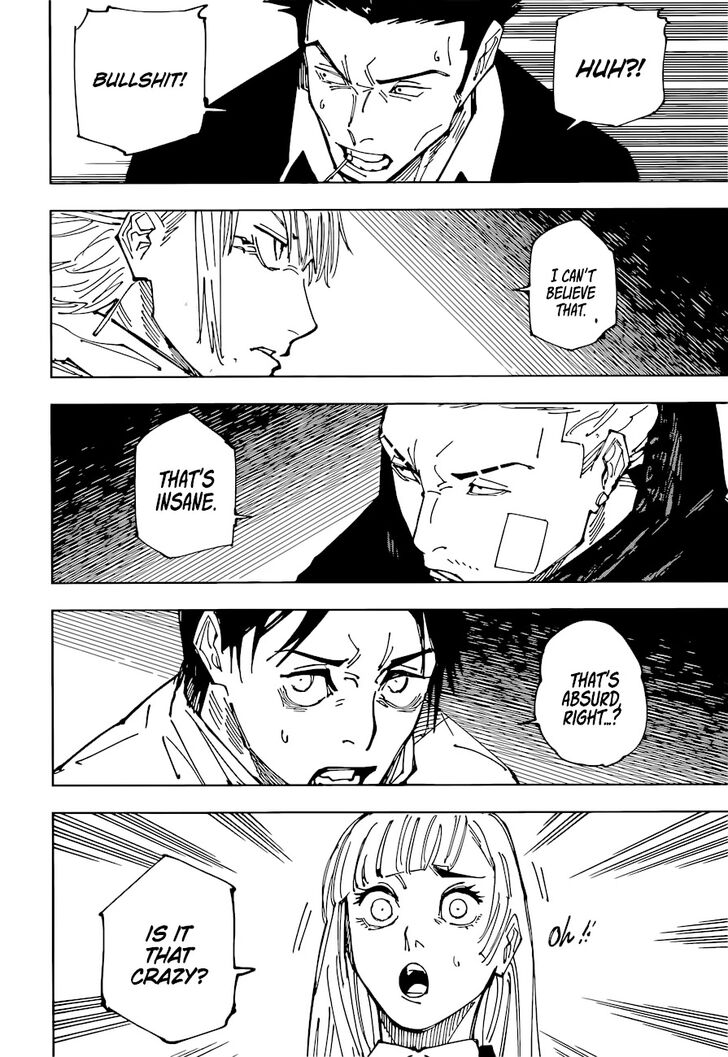 HUH?!
BULLSHIT!
I CAN'T
BELIEVE
THAT.
THAT'S
INSANE.
THAT'S
ABSURD,
RIGHT...?
IS IT
THAT
CRAZY?
Oh!!